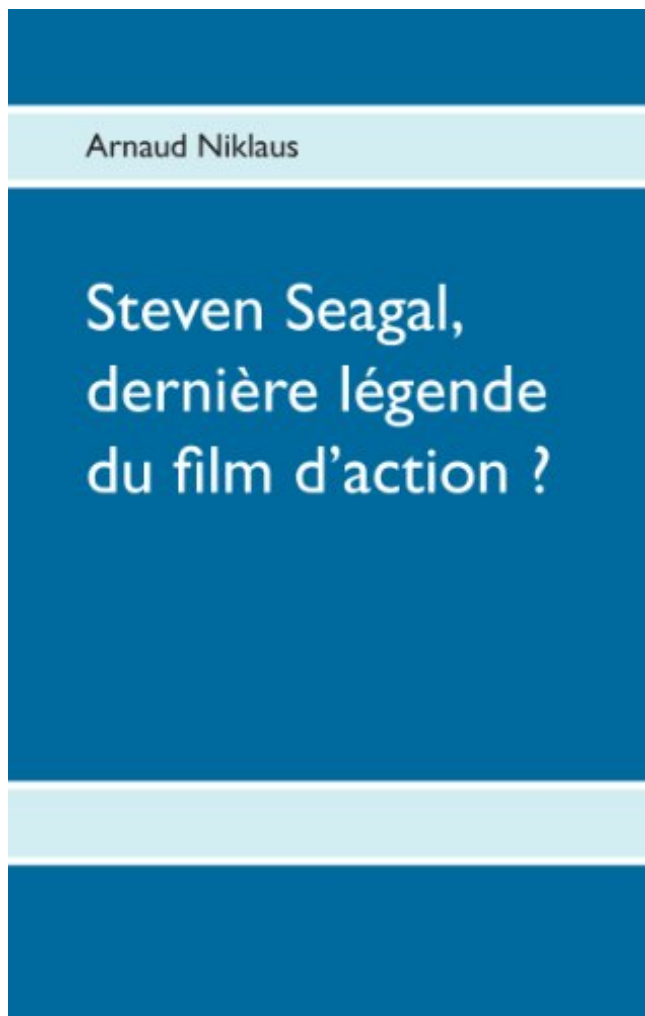 Arnaud Niklaus
Steven Seagal,
dernière légende
du film d’action ?